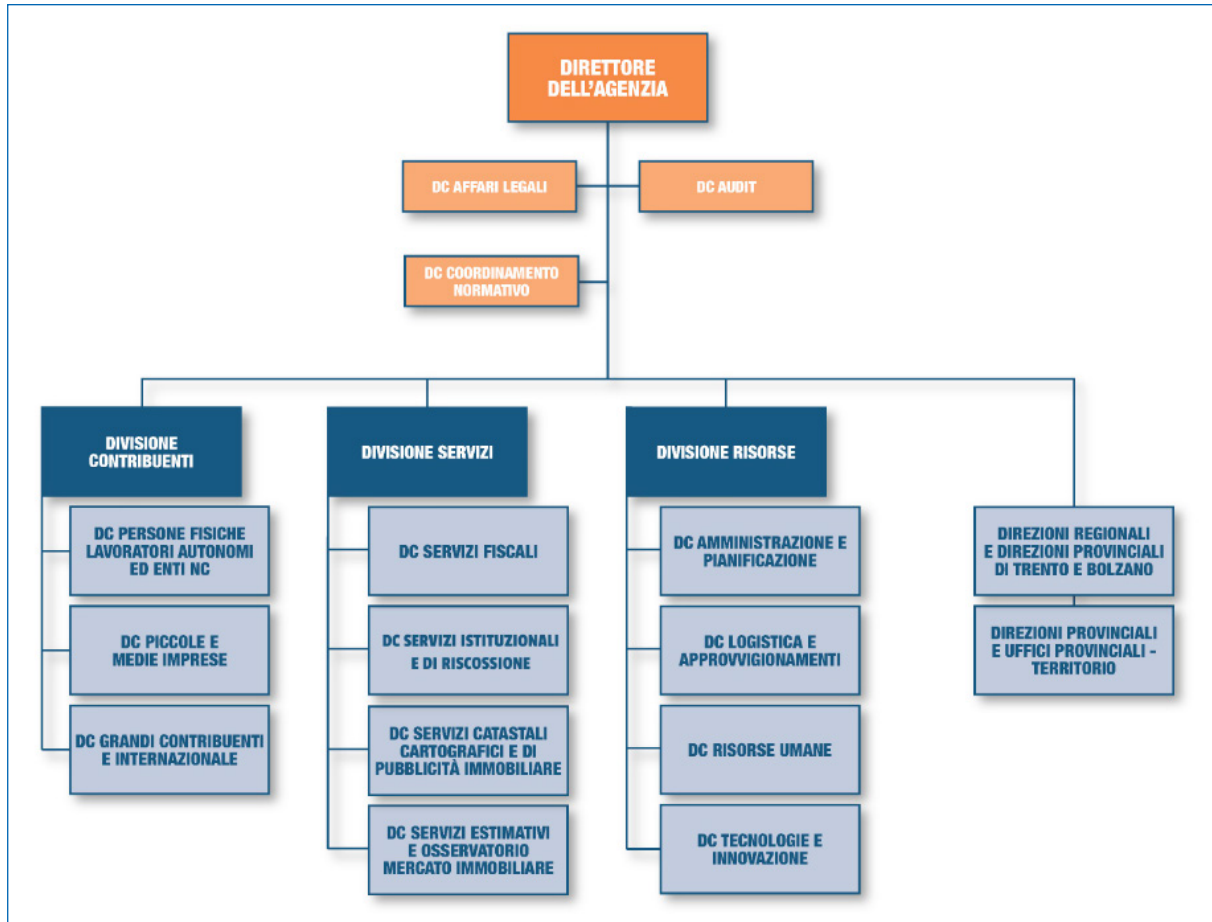 DIRETTORE
DELL'AGENZIA
DC AFFARI LEGALI
DC AUDIT
DC COORDINAMENTO
NORMATIVO
DIVISIONE
CONTRIBUENTI
DC PERSONE FISICHE
LAVORATORI AUTONOMI
ED ENTI NC
DC PICCOLE E
MEDIE IMPRESE
DC GRANDI CONTRIBUENTI
E INTERNAZIONALE
DIVISIONE SERVIZI
DC SERVIZI FISCALI
DC SERVIZI ISTITUZIONALI
E DI RISCOSSIONE
DC SERVIZI CATASTALI
CARTOGRAFICI E DI
PUBBLICITÀ IMMOBILIARE
DC SERVIZI ESTIMATIVI
E OSSERVATORIO
MERCATO IMMOBILIARE
DIVISIONE RISORSE
DC AMMINISTRAZIONE E
PIANIFICAZIONE
DC LOGISTICA E
APPROVVIGIONAMENTI
DC RISORSE UMANE
DC TECNOLOGIE E
INNOVAZIONE
DIREZIONI REGIONALI
E DIREZIONI PROVINCIALI
DI TRENTO E BOLZANO
DIREZIONI PROVINCIALI
E UFFICI PROVINCIALI -
TERRITORIO